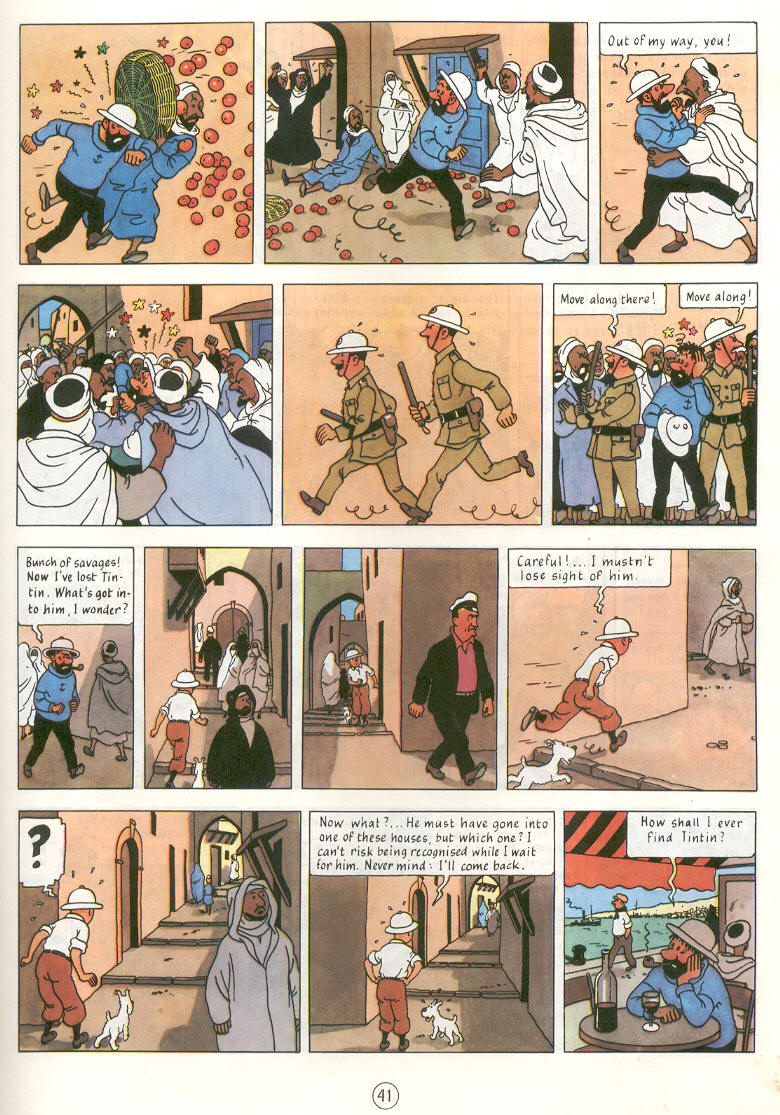 Out of my way, you!
Move along there!
Move along!
Bunch of savages!
Now I've lost Tin-
tin. What's got in-
to him, I wonder?
Careful!... I mustn't
lose sight of him.
?
Now what?... He must have gone into
one of these houses, but which one? I
can't risk being recognised while I wait
for him. Never mind: I'll come back.
How shall I ever
find Tintin?
41